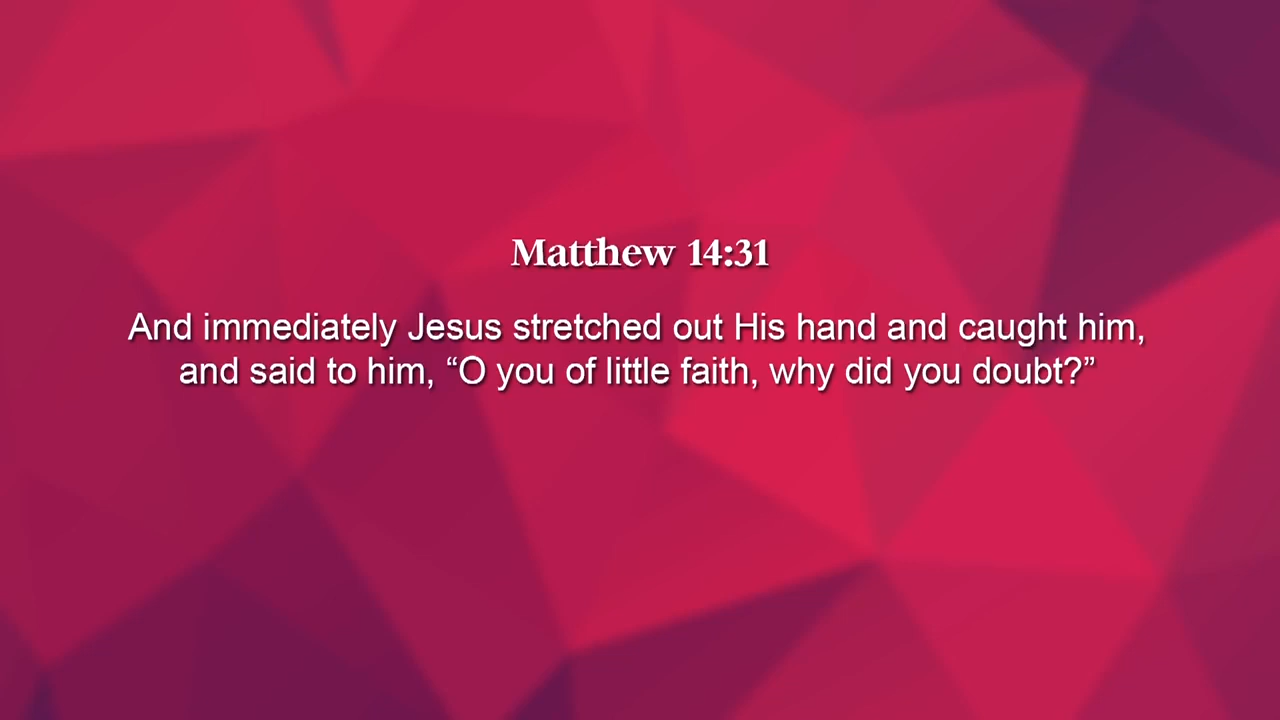 Matthew 14:31
And immediately Jesus stretched out His hand and caught him,
and said to him, “O you of little faith, why did you doubt?”